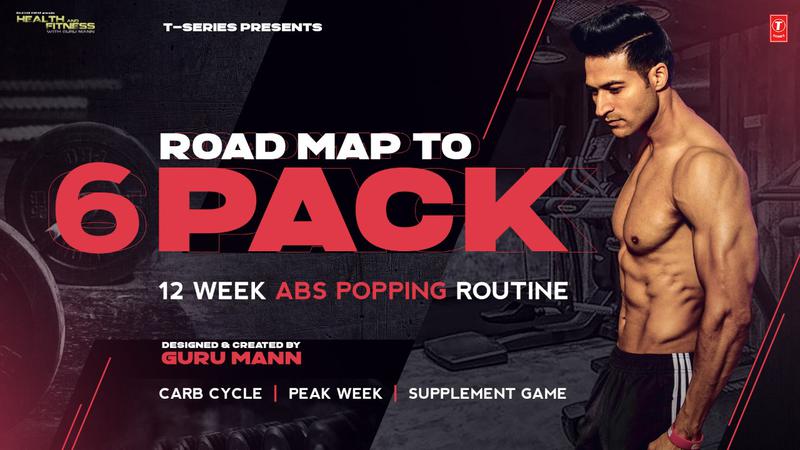 HEALTH AND
FITNESS
WITH GURU MANN
T-SERIES PRESENTS
ROAD MAP TO
6 PACK
12 WEEK ABS POPPING ROUTINE
DESIGNED & CREATED BY
GURU MANN
CARB CYCLE | PEAK WEEK | SUPPLEMENT GAME